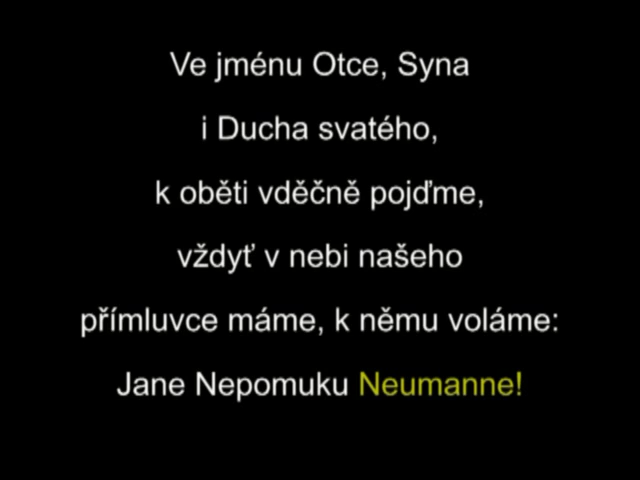 Ve jménu Otce, Syna
i Ducha svatého,
k oběti vděčně pojďme,
vždyť v nebi našeho
přímluvce máme, k němu voláme:
Jane Nepomuku Neumanne!